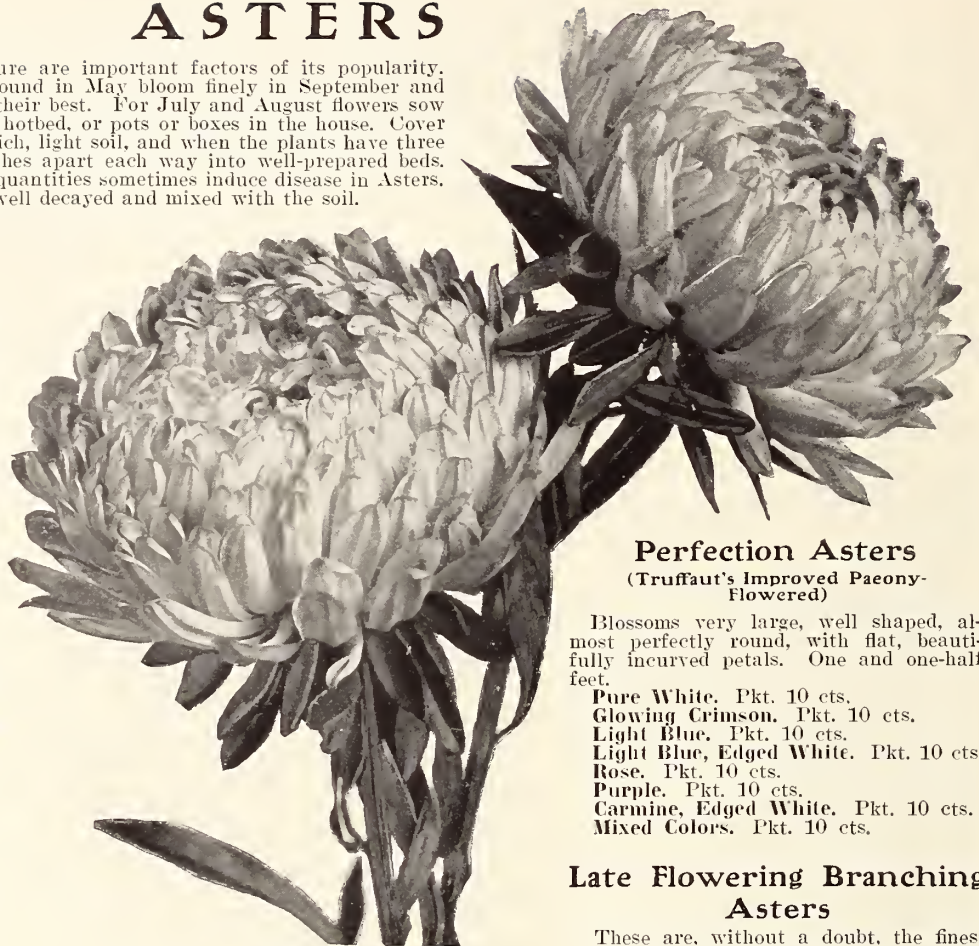 ASTERS
are important factors of its popularity.
in May bloom finely in September and
their best. For July and August flowers sow
hotbed, or pots or boxes in the house. Cover
light soil, and when the plants have three
apart each way into well-prepared beds.
quantities sometimes induce disease in Asters.
well decayed and mixed with the soil.
Perfection Asters
(Truffaut's Improved Paeony-
Flowered)
Blossoms very large, well shaped, al-
most perfectly round, with flat, beauti-
fully incurved petals. One and one-half
feet.
Pure White. Pkt. 10 cts.
Glowing Crimson. Pkt. 10 cts.
Light Blue. Pkt. 10 cts.
Light Blue, Edged White. Pkt. 10 cts
Rose. Pkt. 10 cts.
Purple. Pkt. 10 cts.
Carmine, Edged White. Pkt. 10 cts.
Mixed Colors. Pkt. 10 cts.
Late Flowering Branching
Asters
These are, without a doubt, the fines